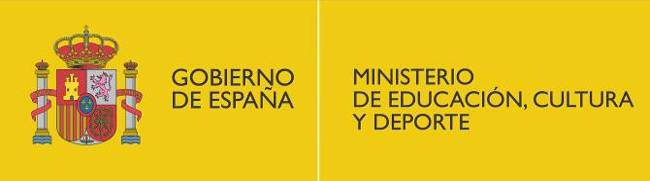 GOBIERNO
DE ESPAÑA
MINISTERIO
DE EDUCACIÓN, CULTURA
Y DEPORTE